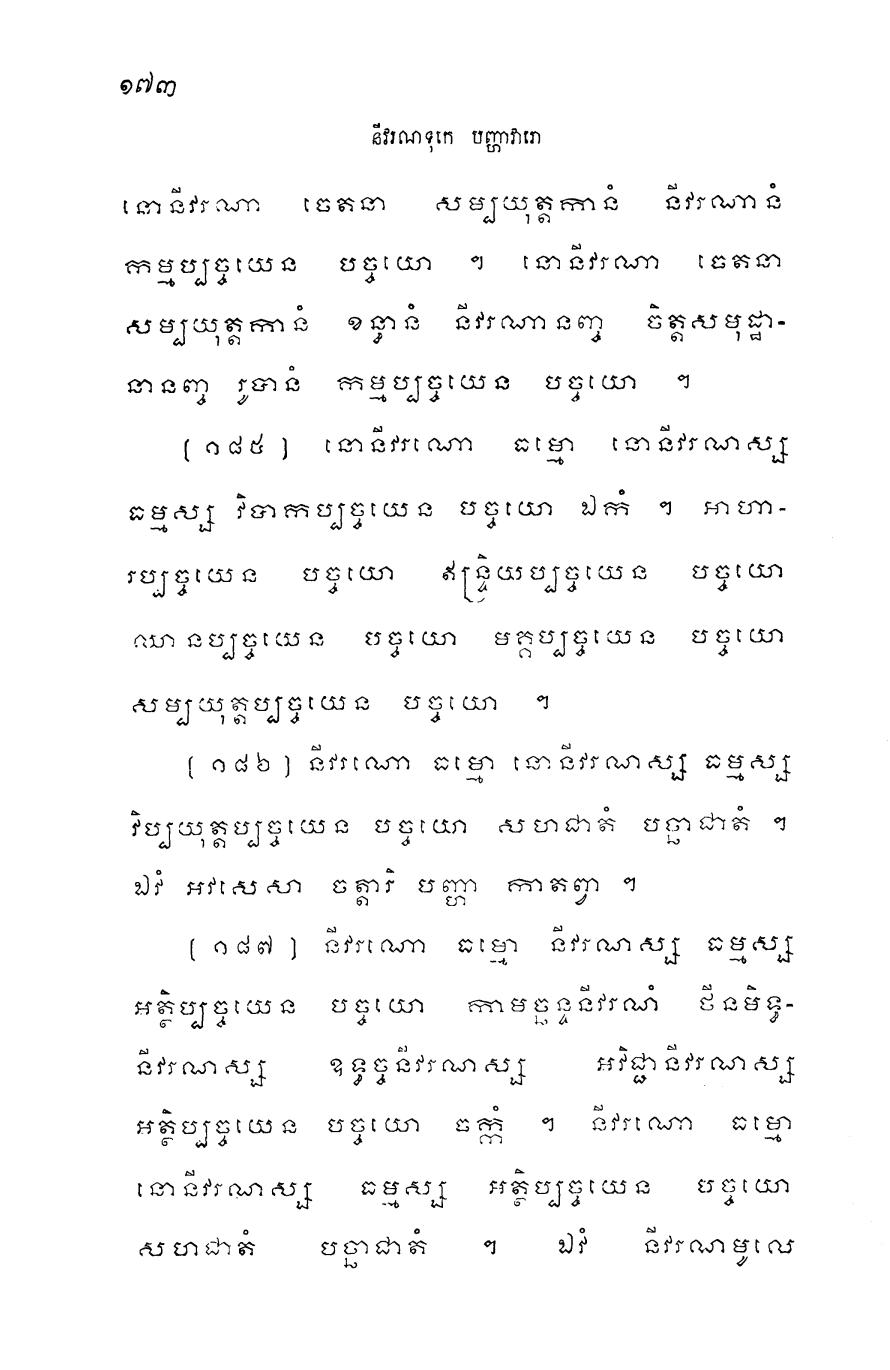 ១៧៣
នីវរណទុកេ បញ្ហាវារោ
នោនីវរណា ចេតនា សម្បយុត្តកានំ នីវរណានំ
កម្មប្បច្ចយេន បច្ចយោ ។ នោនីវរណា ចេតនា
សម្បយុត្តកានំ ខន្ធានំ នីវរណានញ្ច ចិត្តសមុដ្ឋា-
នានញ្ច រូបានំ កម្មប្បច្ចយេន បច្ចយោ ។
[ ១៨៥ ] នោនីវរណោ ធម្មោ នោនីវរណស្ស
ធម្មស្ស វិបាកប្បច្ចយេន បច្ចយោ ឯកំ ។ អាហា-
រប្បច្ចយេន បច្ចយោ ឥន្ទ្រិយប្បច្ចយេន បច្ចយោ
ឈានប្បច្ចយេន បច្ចយោ មគ្គប្បច្ចយេន បច្ចយោ
សម្បយុត្តប្បច្ចយេន បច្ចយោ ។
[ ១៨៦ ] នីវរណោ ធម្មោ នោនីវរណស្ស ធម្មស្ស
វិប្បយុត្តប្បច្ចយេន បច្ចយោ សហជាតំ បច្ឆាជាតំ ។
ឯវំ អវសេសា ចត្តារិ បញ្ហា កាតព្វា ។
[ ១៨៧ ] នីវរណោ ធម្មោ នីវរណស្ស ធម្មស្ស
អត្ថិប្បច្ចយេន បច្ចយោ កាមច្ឆន្ទនីវរណំ ថីនមិទ្ធ-
នីវរណស្ស ឧទ្ធច្ចនីវរណស្ស អវិជ្ជានីវរណស្ស
អត្ថិប្បច្ចយេន បច្ចយោ ចក្កំ ។ នីវរណោ ធម្មោ
នោនីវរណស្ស ធម្មស្ស អត្ថិប្បច្ចយេន បច្ចយោ
សហជាតំ បច្ឆាជាតំ ។ ឯវំ នីវរណមូលេ